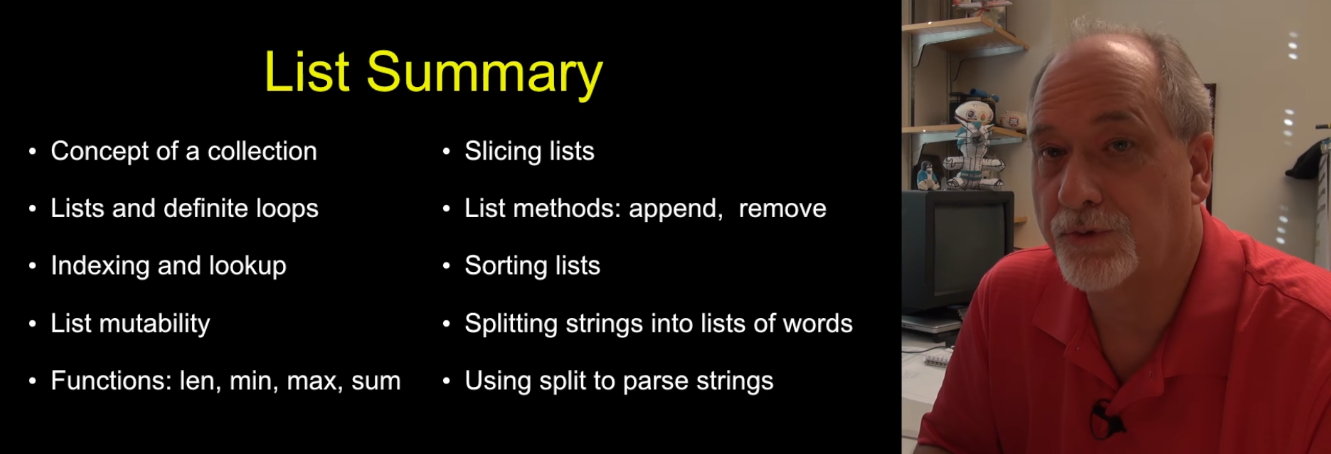 List Summary
• Concept of a collection
• Lists and definite loops
• Indexing and lookup
• List mutability
• Functions: len, min, max, sum
• Slicing lists
• List methods: append,  remove
• Sorting lists
• Splitting strings into lists of words
• Using split to parse strings